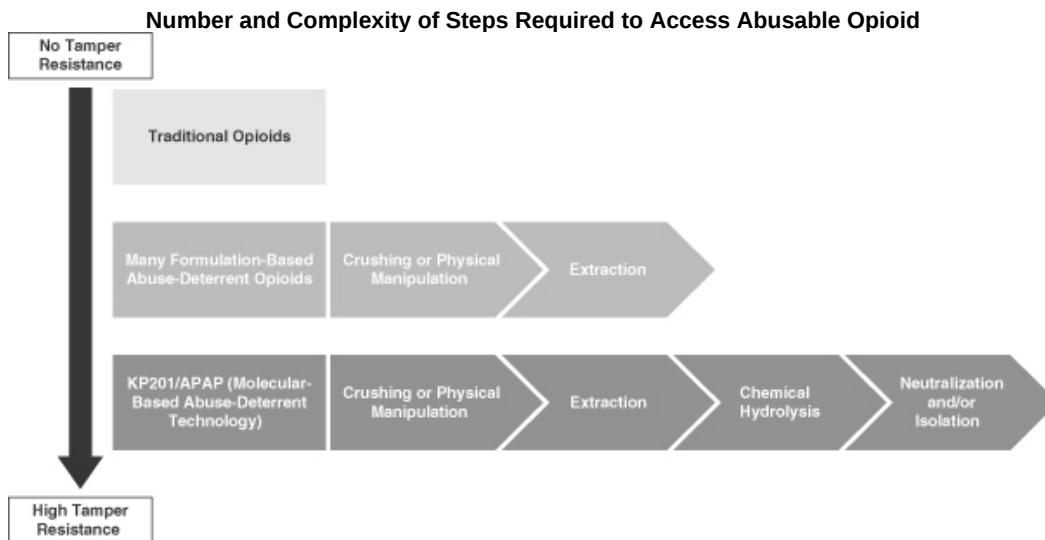 Number and Complexity of Steps Required to Access Abusable Opioid
No Tamper
Resistance
Traditional Opioids
Many Formulation-Based
Abuse-Deterrent Opioids
Crushing or Physical
Manipulation
Extraction
KP201/APAP (Molecular-
Based Abuse-Deterrent
Technology)
Crushing or Physical
Manipulation
Extraction
Chemical
Hydrolysis
Neutralization
and/or
Isolation
High Tamper
Resistance